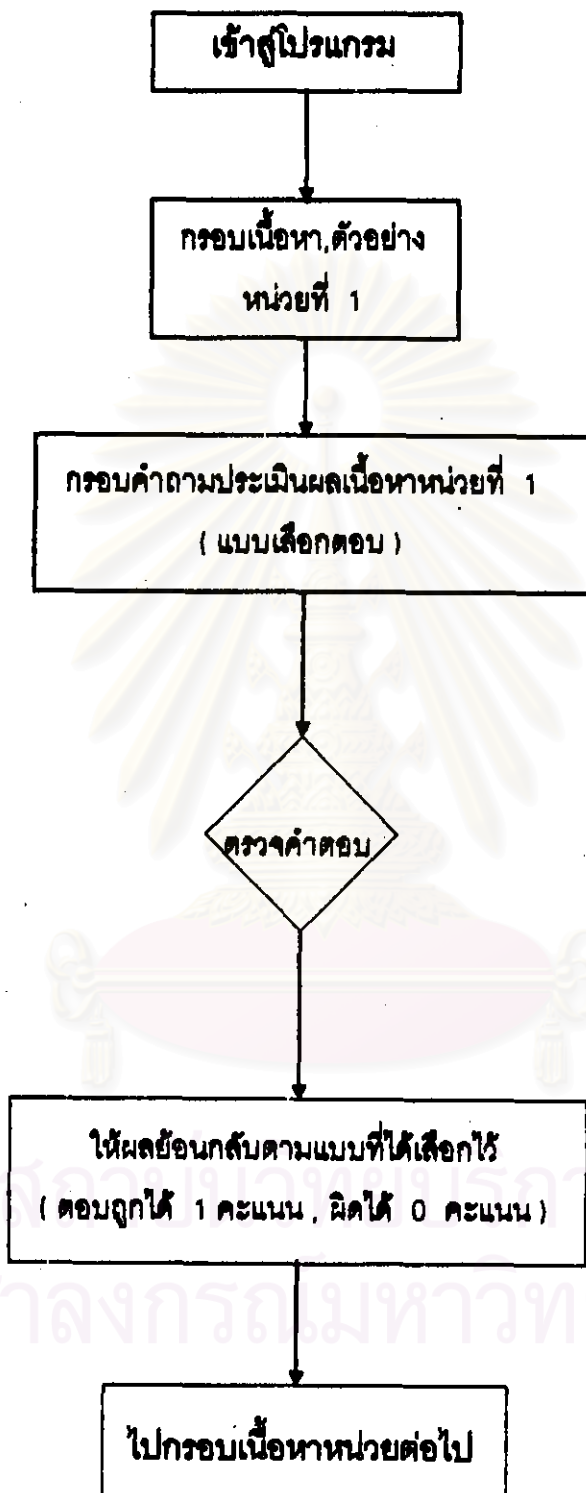 เข้าสู่โปรแกรม
กรอบเนื้อหา,ตัวอย่าง
หน่วยที่ 1
กรอบคำถามประเมินผลเนื้อหาหน่วยที่ 1
( แบบเลือกตอบ )
ตรวจคำตอบ
ให้ผลย้อนกลับตามแบบที่ได้เลือกไว้
( ตอบถูกได้ 1 คะแนน , ผิดได้ 0 คะแนน )
ไปกรอบเนื้อหาหน่วยต่อไป